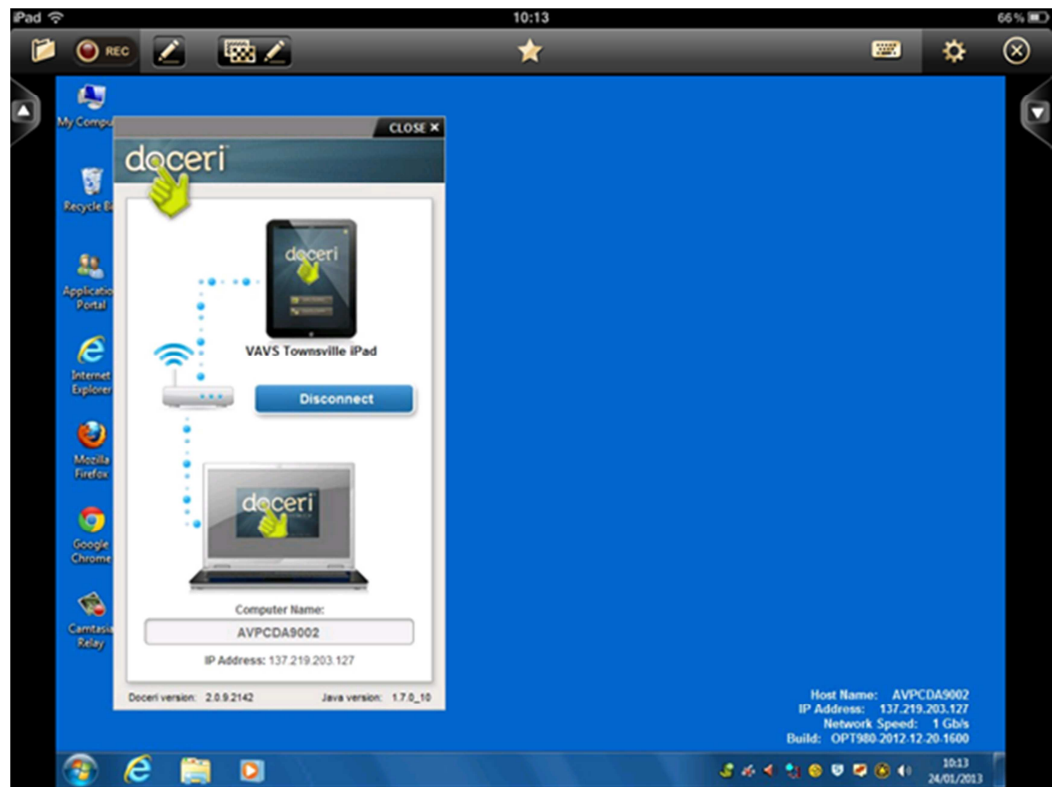 iPad 10:13 66%
REC
My Compu
CLOSE ×
doceri
Recycle Bi
doceri
Applicatio
Portal
VAVS Townsville iPad
Internet
Explorer
Disconnect
Mozilla
Firefox
doceri
Google
Chrome
Computer Name:
Camtasia
Relay
AVPCDA9002
IP Address: 137.219.203.127
Doceri version: 2.0.9.2142 Java version: 1.7.0_10
Host Name: AVPCDA9002
IP Address: 137.219.203.127
Network Speed: 1 Gb/s
Build: OPT980-2012-12-20-1600
10:13
24/01/2013